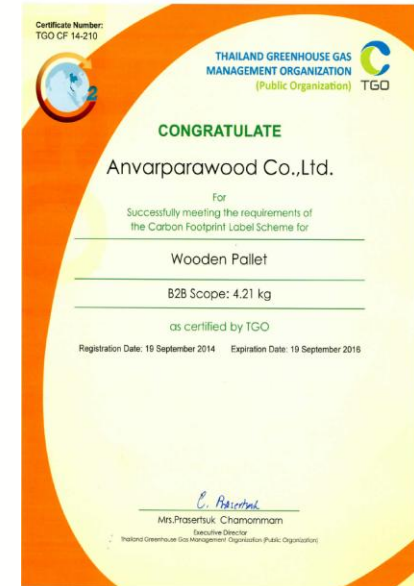 Certificate Number:
TGO CF 14-210
THAILAND GREENHOUSE GAS
MANAGEMENT ORGANIZATION
(Public Organization)
TGO
2
CONGRATULATE
Anvarparawood Co.,Ltd.
For
Successfully meeting the requirements of
the Carbon Footprint Label Scheme for
Wooden Pallet
B2B Scope: 4.21 kg
as certified by TGO
Registration Date: 19 September 2014 Expiration Date: 19 September 2016
Mrs.Prasertsuk Chamornmarn
Executive Director
Thailand Greenhouse Gas Management Organization (Public Organization)